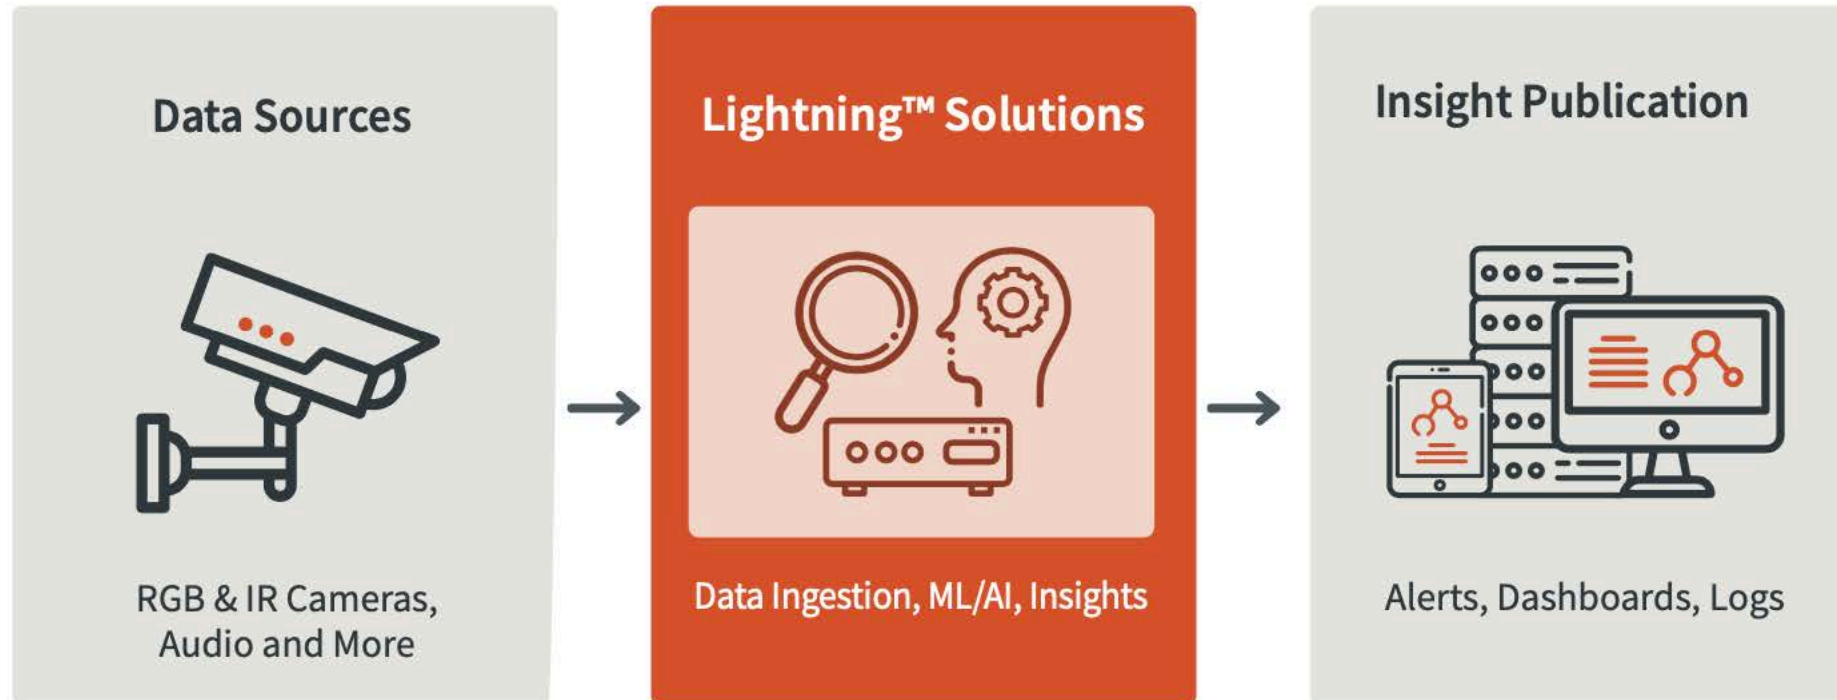 Data Sources
RGB & IR Cameras,
Audio and More
Lightning™ Solutions
Data Ingestion, ML/AI, Insights
Insight Publication
Alerts, Dashboards, Logs